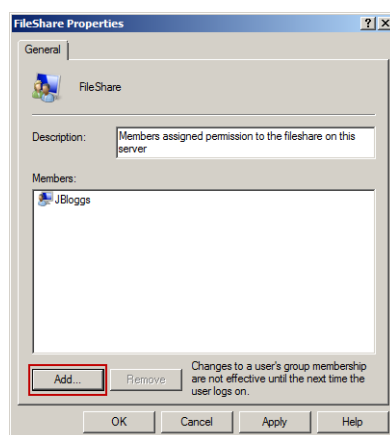 FileShare Properties
? X
General
FileShare
Description:
Members assigned permission to the fileshare on this
server
Members:
JBloggs
Add...
Remove
Changes to a user's group membership
are not effective until the next time the
user logs on.
OK Cancel Apply Help